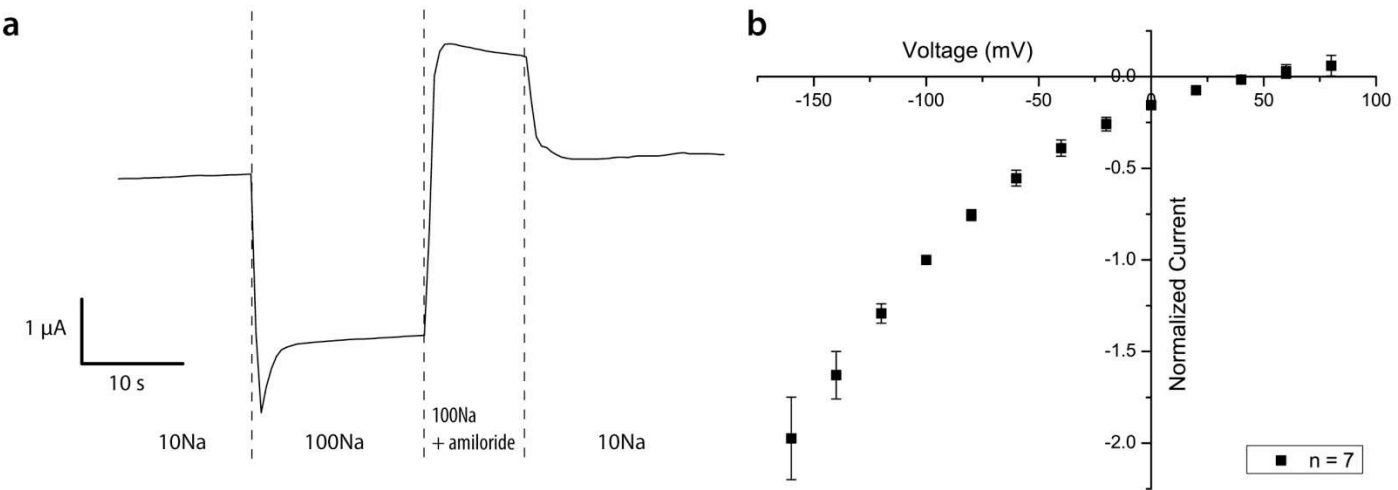 a
1 µA
10 s
10Na
100Na
100Na
+ amiloride
10Na
b
Voltage (mV)
-150
-100
-50
0
50
100
0.0
-0.5
-1.0
-1.5
-2.0
Normalized Current
n = 7